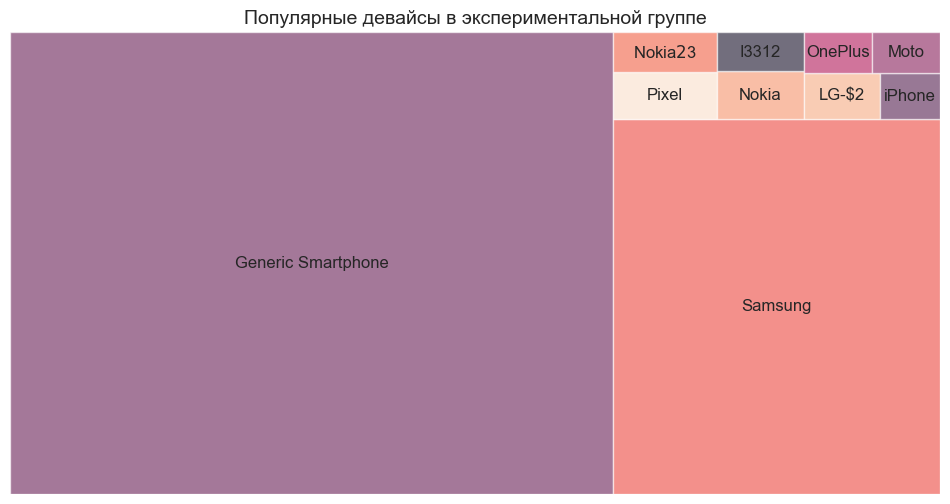 Популярные девайсы в экспериментальной группе
Nokia23
I3312
OnePlus
Moto
Pixel
Nokia
LG-$2
iPhone
Generic Smartphone
Samsung